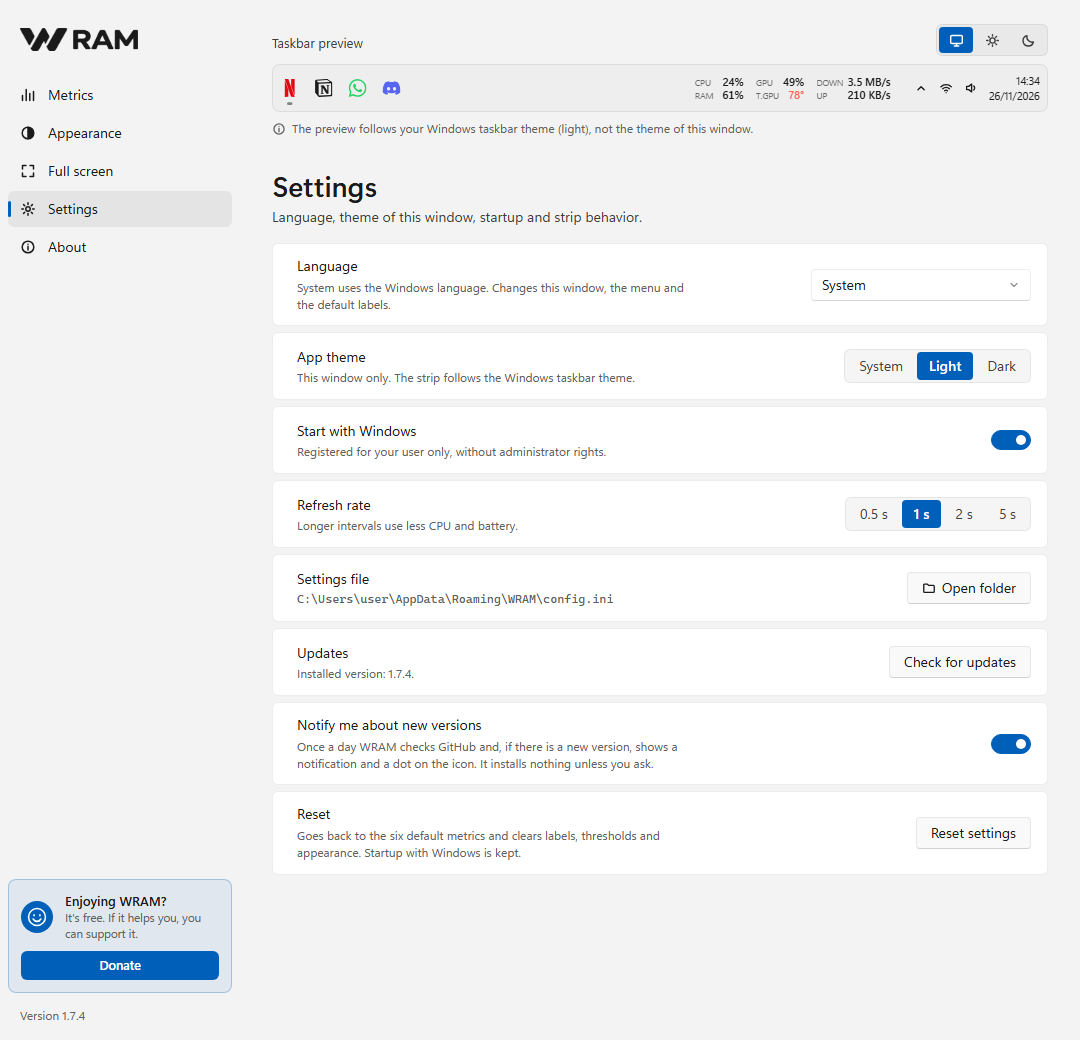 WRAM
Metrics
Appearance
Full screen
Settings
About
Taskbar preview
N
N
CPU 24% GPU 49% DOWN 3.5 MB/s
RAM 61% T.GPU 78° UP 210 KB/s
14:34
26/11/2026
The preview follows your Windows taskbar theme (light), not the theme of this window.
Settings
Language, theme of this window, startup and strip behavior.
Language
System uses the Windows language. Changes this window, the menu and
the default labels.
System
App theme
This window only. The strip follows the Windows taskbar theme.
System Light Dark
Start with Windows
Registered for your user only, without administrator rights.
Refresh rate
Longer intervals use less CPU and battery.
0.5 s 1 s 2 s 5 s
Settings file
C:\Users\user\AppData\Roaming\WRAM\config.ini
Open folder
Updates
Installed version: 1.7.4.
Check for updates
Notify me about new versions
Once a day WRAM checks GitHub and, if there is a new version, shows a
notification and a dot on the icon. It installs nothing unless you ask.
Reset
Goes back to the six default metrics and clears labels, thresholds and
appearance. Startup with Windows is kept.
Reset settings
Enjoying WRAM?
It's free. If it helps you, you
can support it.
Donate
Version 1.7.4